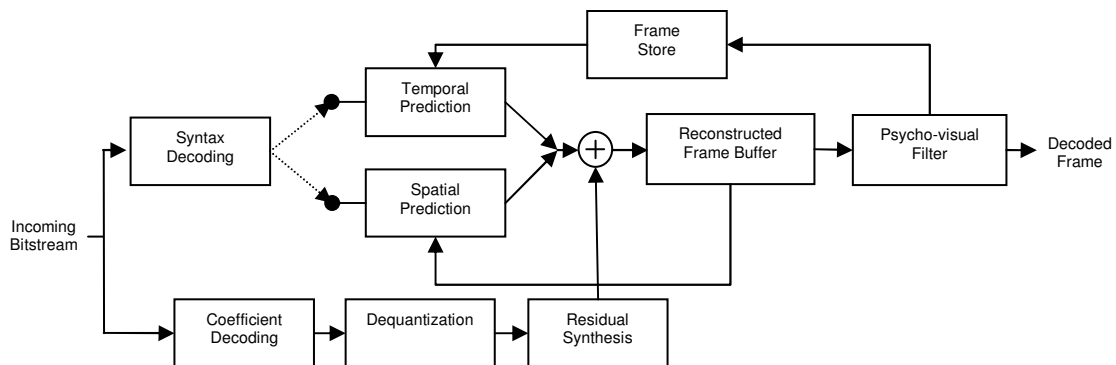 Frame
Store
Temporal
Prediction
Syntax
Decoding
Reconstructed
Frame Buffer
Psycho-visual
Filter
Decoded
Frame
Spatial
Prediction
Incoming
Bitstream
Coefficient
Decoding
Dequantization
Residual
Synthesis